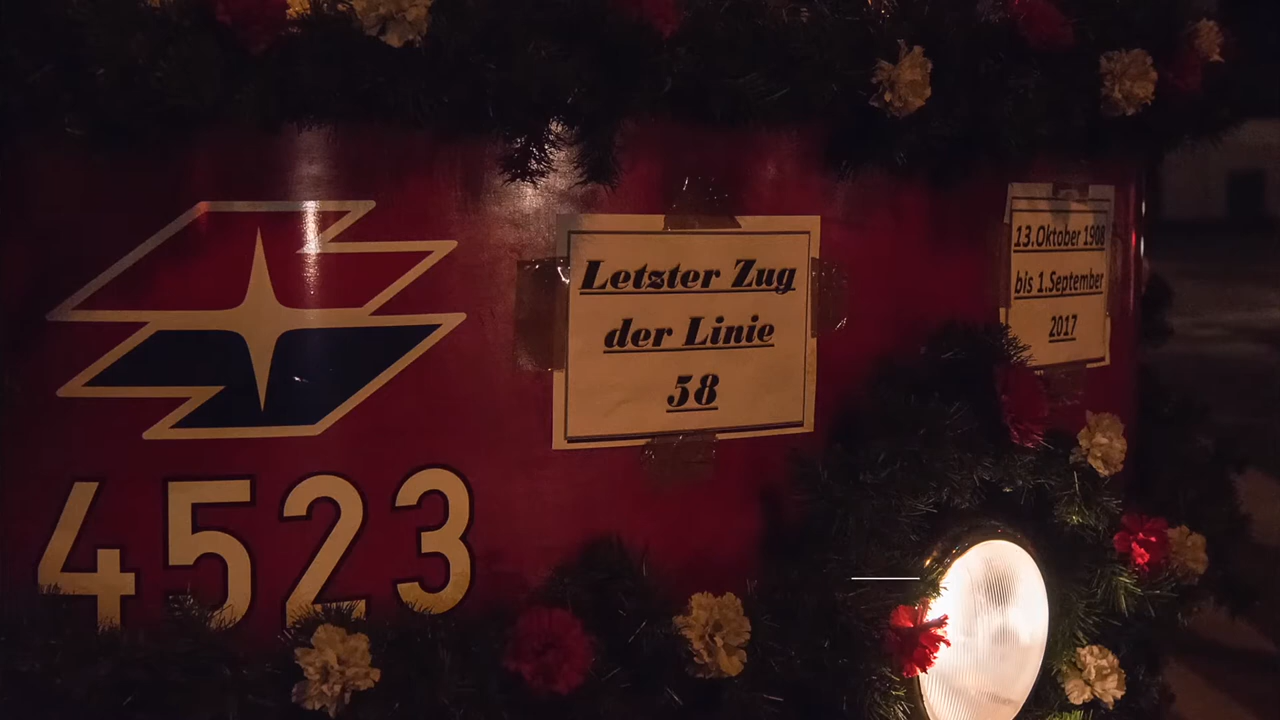 Letzter Zug
der Linie
58
13.Oktober 1908
bis 1.September
2017
4523